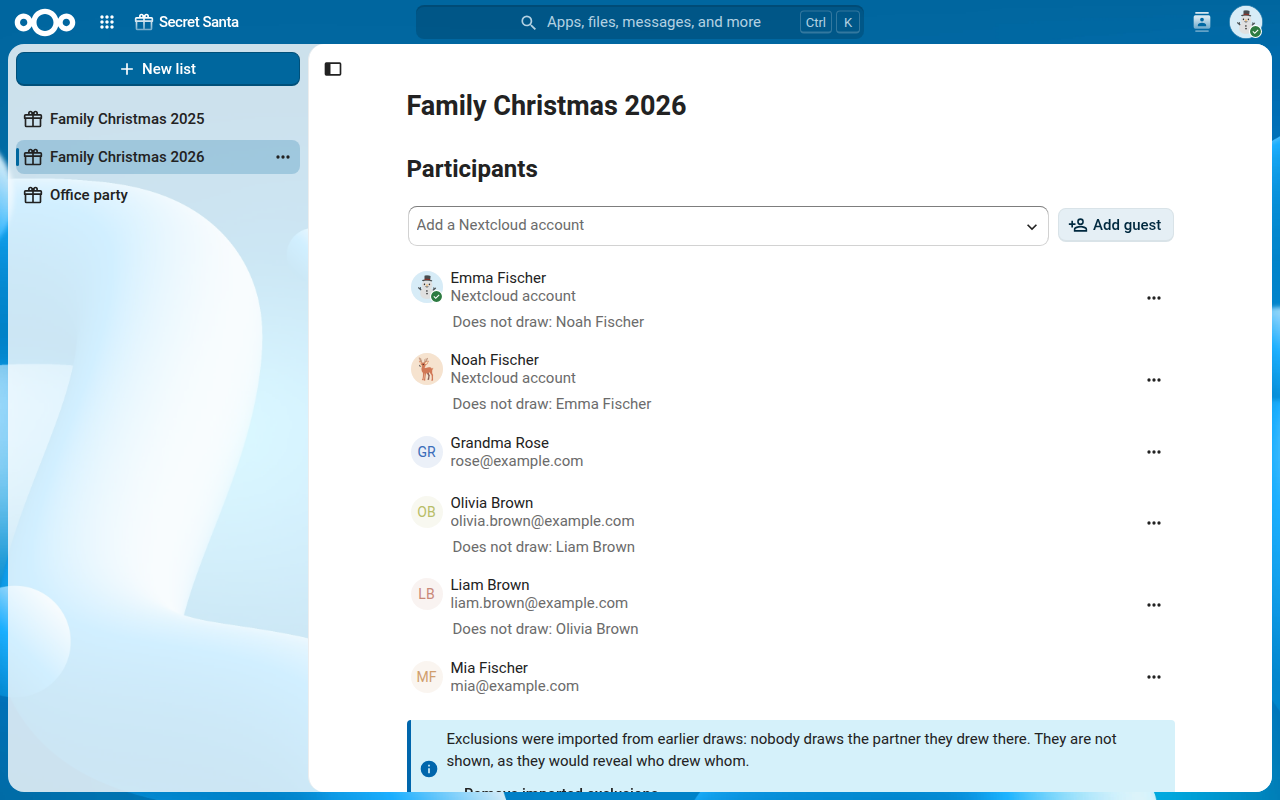 Secret Santa
Apps, files, messages, and more
Ctrl K
New list
Family Christmas 2025
Family Christmas 2026
Office party
Family Christmas 2026
Participants
Add a Nextcloud account
Add guest
Emma Fischer
Nextcloud account
Does not draw: Noah Fischer
Noah Fischer
Nextcloud account
Does not draw: Emma Fischer
GR
Grandma Rose
rose@example.com
OB
Olivia Brown
olivia.brown@example.com
Does not draw: Liam Brown
LB
Liam Brown
liam.brown@example.com
Does not draw: Olivia Brown
MF
Mia Fischer
mia@example.com
Exclusions were imported from earlier draws: nobody draws the partner they drew there. They are not
shown, as they would reveal who drew whom.
Remove imported exclusions